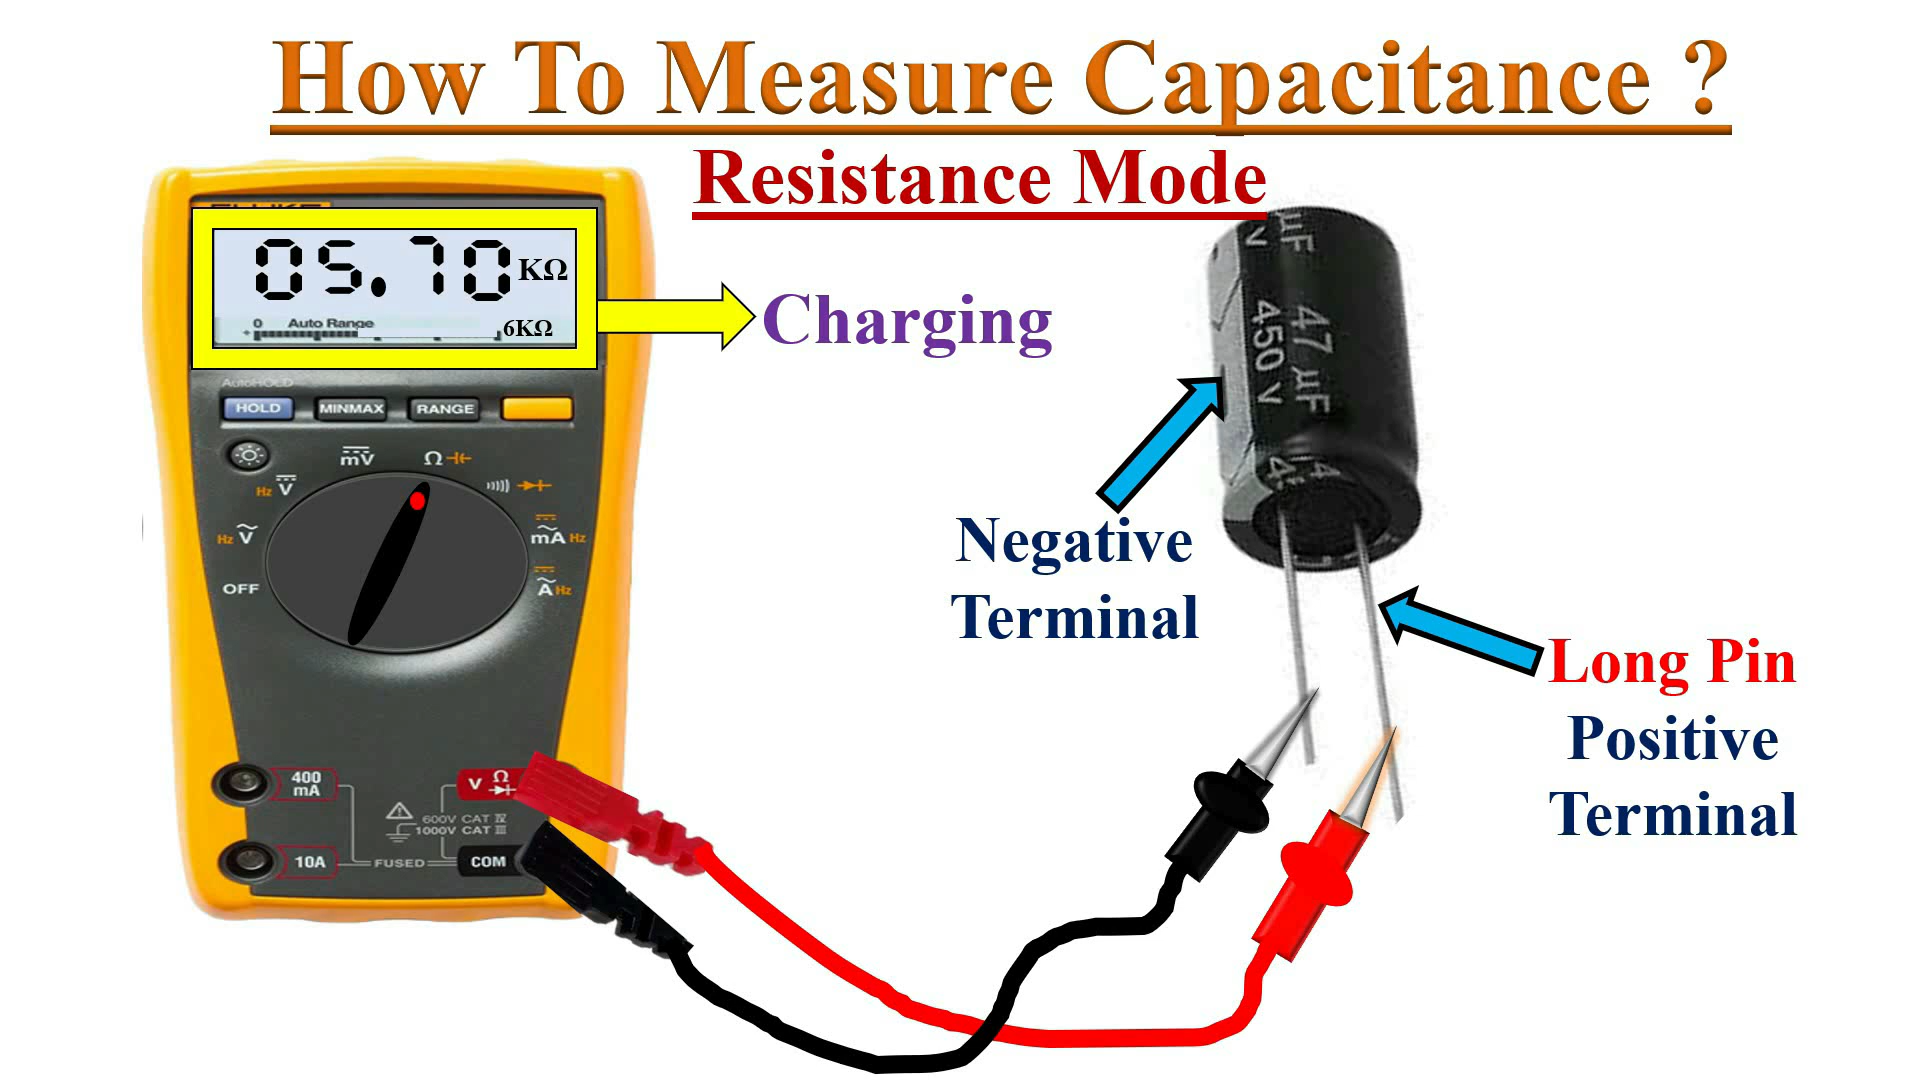 How To Measure Capacitance ?
Resistance Mode
05.70 KΩ
0 Auto Range 6KΩ
Charging
AutoHOLD
HOLD MINMAX RANGE
mV Ω
Hz V
Hz V
mA Hz
OFF
A Hz
µF
V
47 µF
450 V
Negative
Terminal
Long Pin
Positive
Terminal
400
mA
V Ω
600V CAT IV
1000V CAT III
10A
FUSED
COM